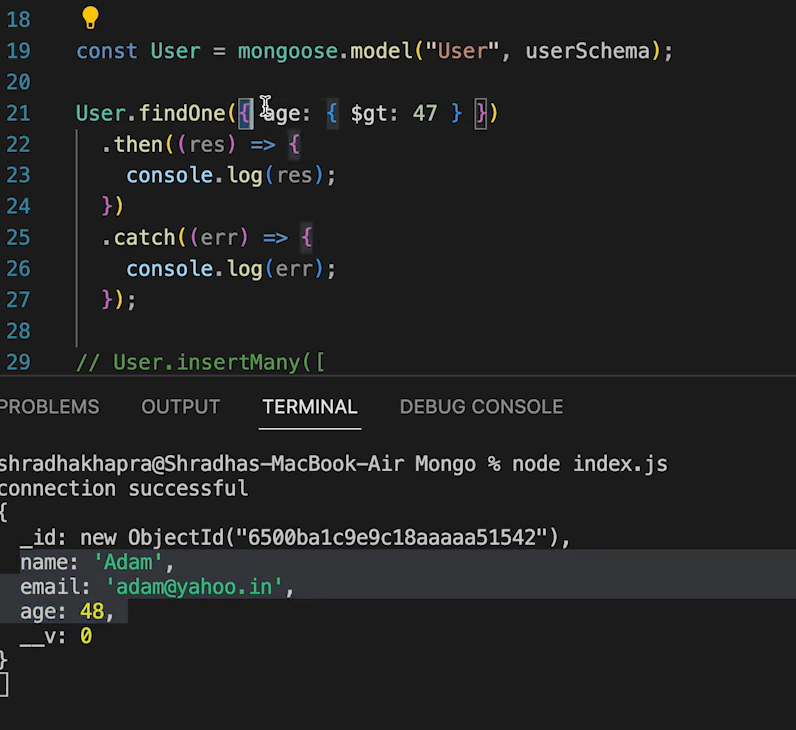 18
19 const User = mongoose.model("User", userSchema);
20
21 User.findOne({ age: { $gt: 47 } })
22 .then((res) => {
23 console.log(res);
24 })
25 .catch((err) => {
26 console.log(err);
27 });
28
29 // User.insertMany([
PROBLEMS OUTPUT TERMINAL DEBUG CONSOLE
shradhakhapra@Shradhas-MacBook-Air Mongo % node index.js
connection successful
{
_id: new ObjectId("6500ba1c9e9c18aaaaa51542"),
name: 'Adam',
email: 'adam@yahoo.in',
age: 48,
__v: 0
}